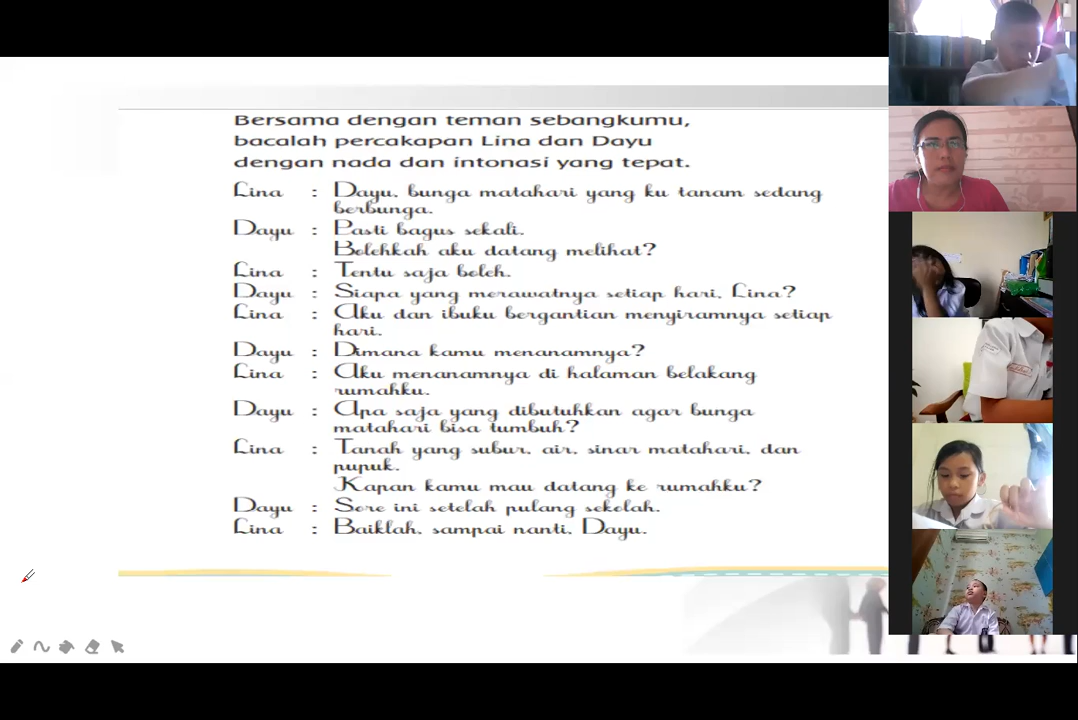 Bersama dengan teman sebangkumu,
bacalah percakapan Lina dan Dayu
dengan nada dan intonasi yang tepat.
Lina : Dayu, bunga matahari yang ku tanam sedang
berbunga.
Dayu : Pasti bagus sekali.
Bolehkah aku datang melihat?
Lina : Tentu saja boleh.
Dayu : Siapa yang merawatnya setiap hari, Lina?
Lina : Aku dan ibuku bergantian menyiramnya setiap
hari.
Dayu : Dimana kamu menanamnya?
Lina : Aku menanamnya di halaman belakang
rumahku.
Dayu : Apa saja yang dibutuhkan agar bunga
matahari bisa tumbuh?
Lina : Tanah yang subur, air, sinar matahari, dan
pupuk.
Kapan kamu mau datang ke rumahku?
Dayu : Sore ini setelah pulang sekolah.
Lina : Baiklah, sampai nanti, Dayu.